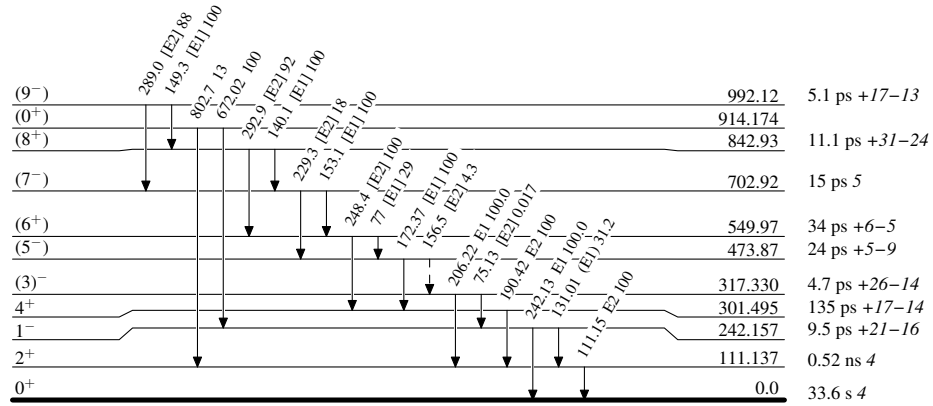 289.0 [E2] 88
149.3 [E1] 100
802.7 13
672.02 100
292.9 [E2] 92
140.1 [E1] 100
229.3 [E2] 18
153.1 [E1] 100
248.4 [E2] 100
77 [E1] 29
172.37 [E1] 100
156.5 [E2] 4.3
206.22 E1 100.0
75.13 [E2] 0.017
190.42 E2 100
242.13 E1 100.0
131.01 (E1) 31.2
111.15 E2 100
(9⁻) 992.12 5.1 ps +17−13
(0⁺) 914.174
(8⁺) 842.93 11.1 ps +31−24
(7⁻) 702.92 15 ps 5
(6⁺) 549.97 34 ps +6−5
(5⁻) 473.87 24 ps +5−9
(3)⁻ 317.330 4.7 ps +26−14
4⁺ 301.495 135 ps +17−14
1⁻ 242.157 9.5 ps +21−16
2⁺ 111.137 0.52 ns 4
0⁺ 0.0 33.6 s 4